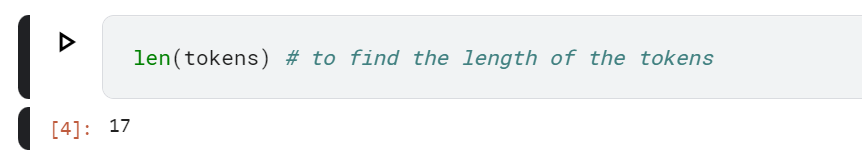 len(tokens) # to find the length of the tokens
[4]: 17